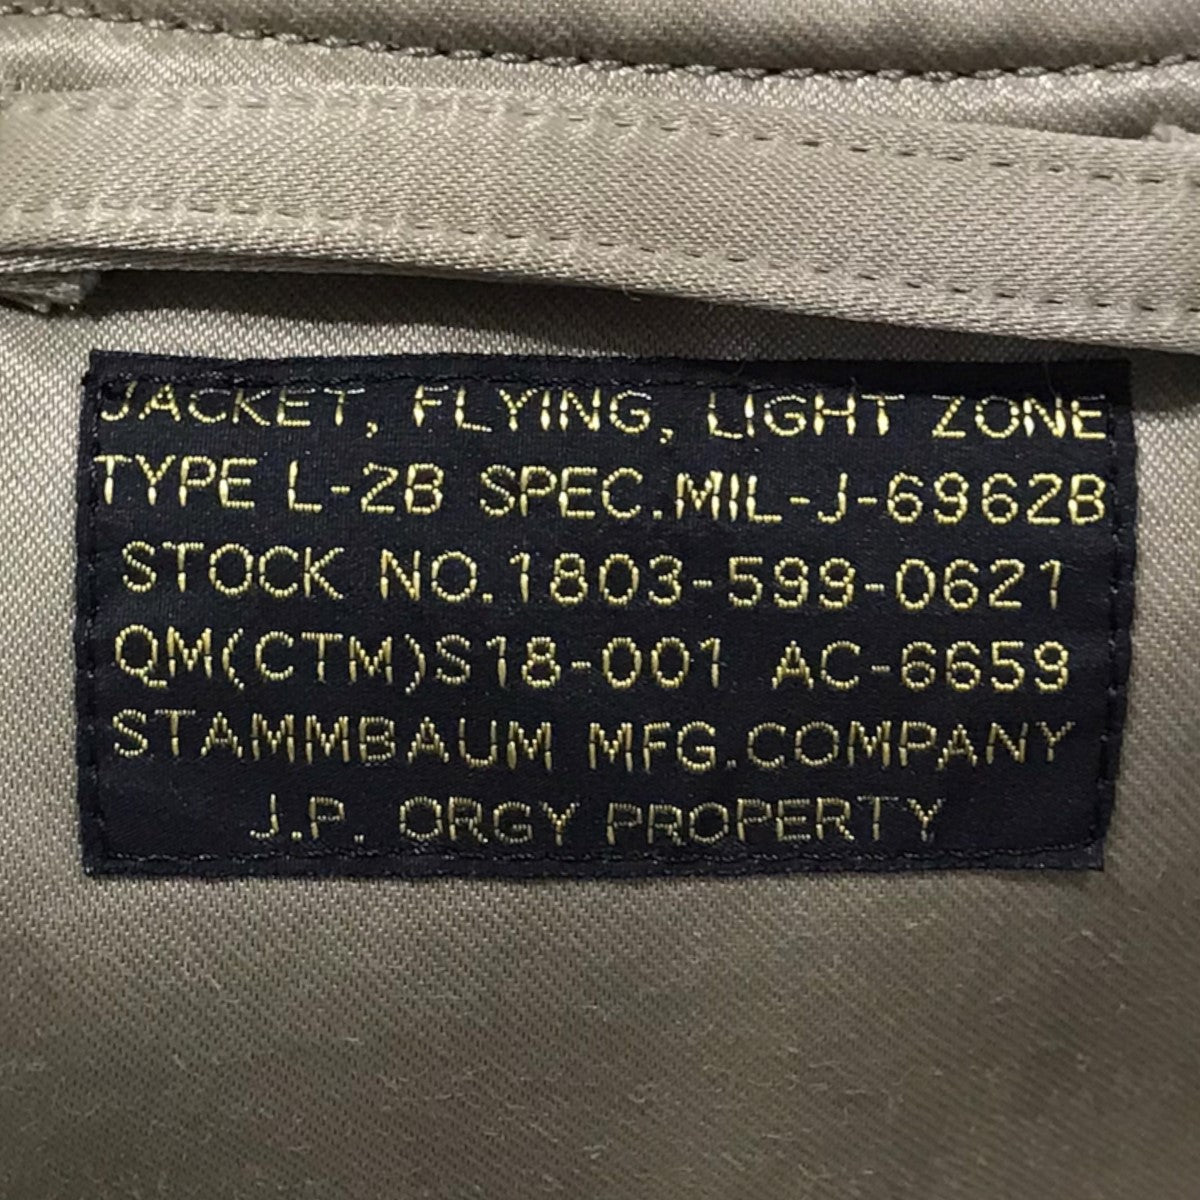 JACKET, FLYING, LIGHT ZONE
TYPE L-2B SPEC.MIL-J-6962B
STOCK NO.1803-599-0621
QM(CTM)S18-001 AC-6659
STAMMBAUM MFG.COMPANY
J.P. ORGY PROPERTY